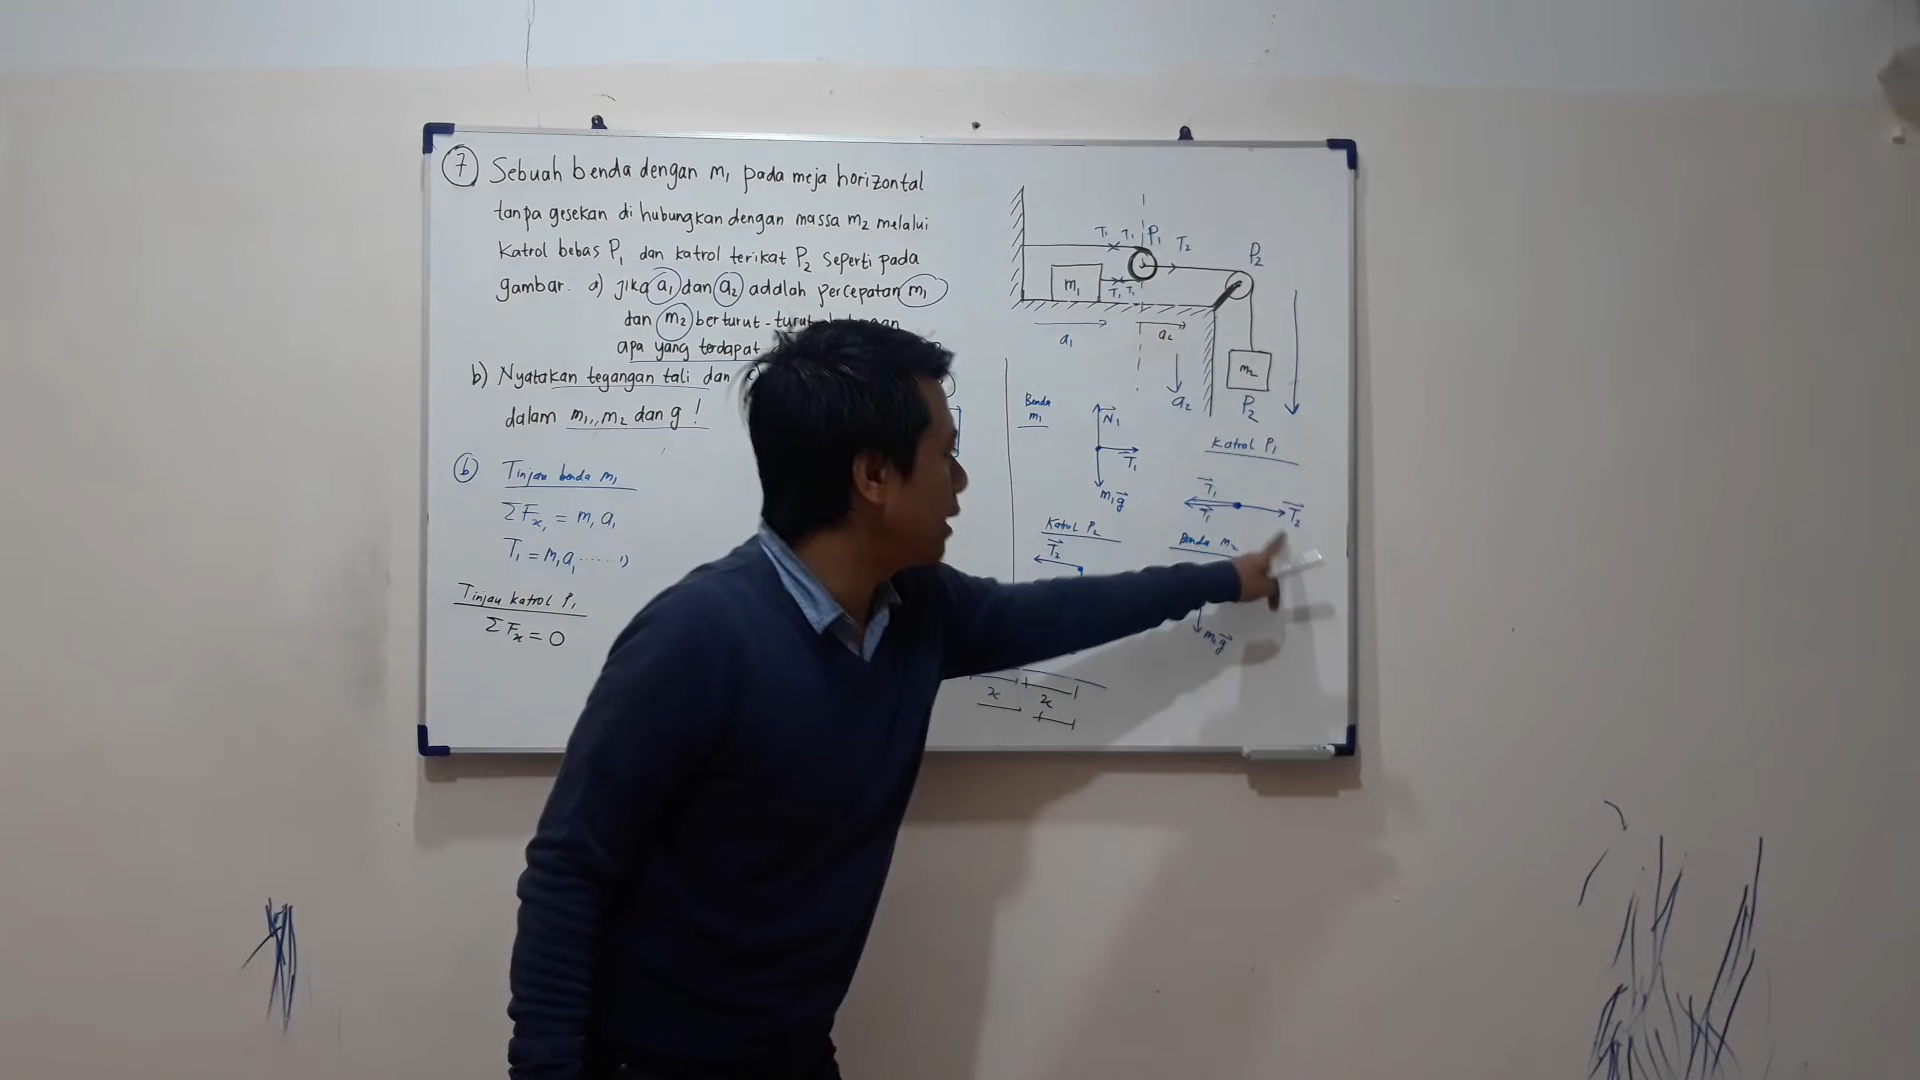 7 Sebuah benda dengan m₁ pada meja horizontal
tanpa gesekan di hubungkan dengan massa m₂ melalui
katrol bebas P₁ dan katrol terikat P₂ seperti pada
gambar. a) jika a₁ dan a₂ adalah percepatan m₁
dan m₂ berturut-turut
apa yang terdapat
b) Nyatakan tegangan tali dan c)
dalam m₁,, m₂ dan g !
b Tinjau benda m₁
ΣFx₁ = m₁a₁
T₁ = m₁a₁ ......1)
Tinjau katrol P₁
ΣFx = 0
T₁ T₁ P₁ T₂ P₂
m₁
T₁ T₁
a₁ a₂
m₂
a₂ P₂
Benda
m₁
N₁
T₁
m₁g
Katrol P₁
T₁
T₁ T₂
Katrol P₂
T₂
Benda m₂
g
x x